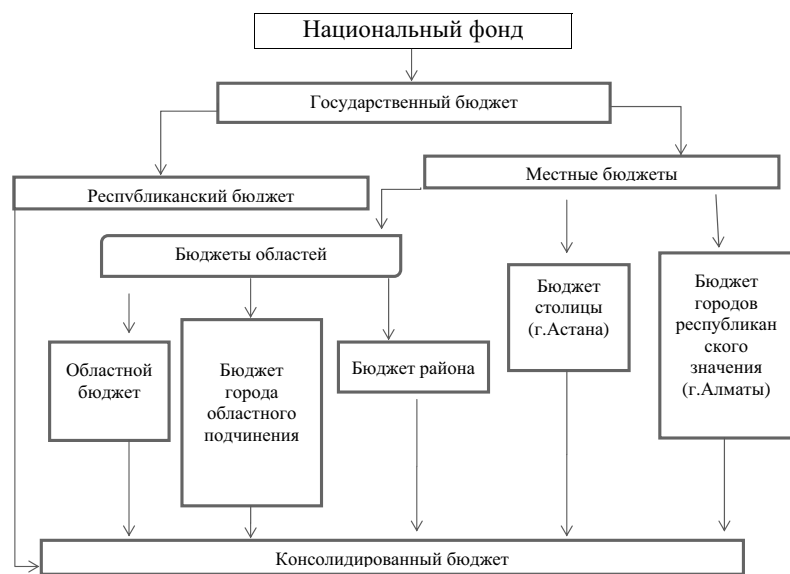 Национальный фонд
Государственный бюджет
Местные бюджеты
Республиканский бюджет
Бюджеты областей
Бюджет
столицы
(г.Астана)
Бюджет
городов
республикан
ского
значения
(г.Алматы)
Областной
бюджет
Бюджет
города
областного
подчинения
Бюджет района
Консолидированный бюджет